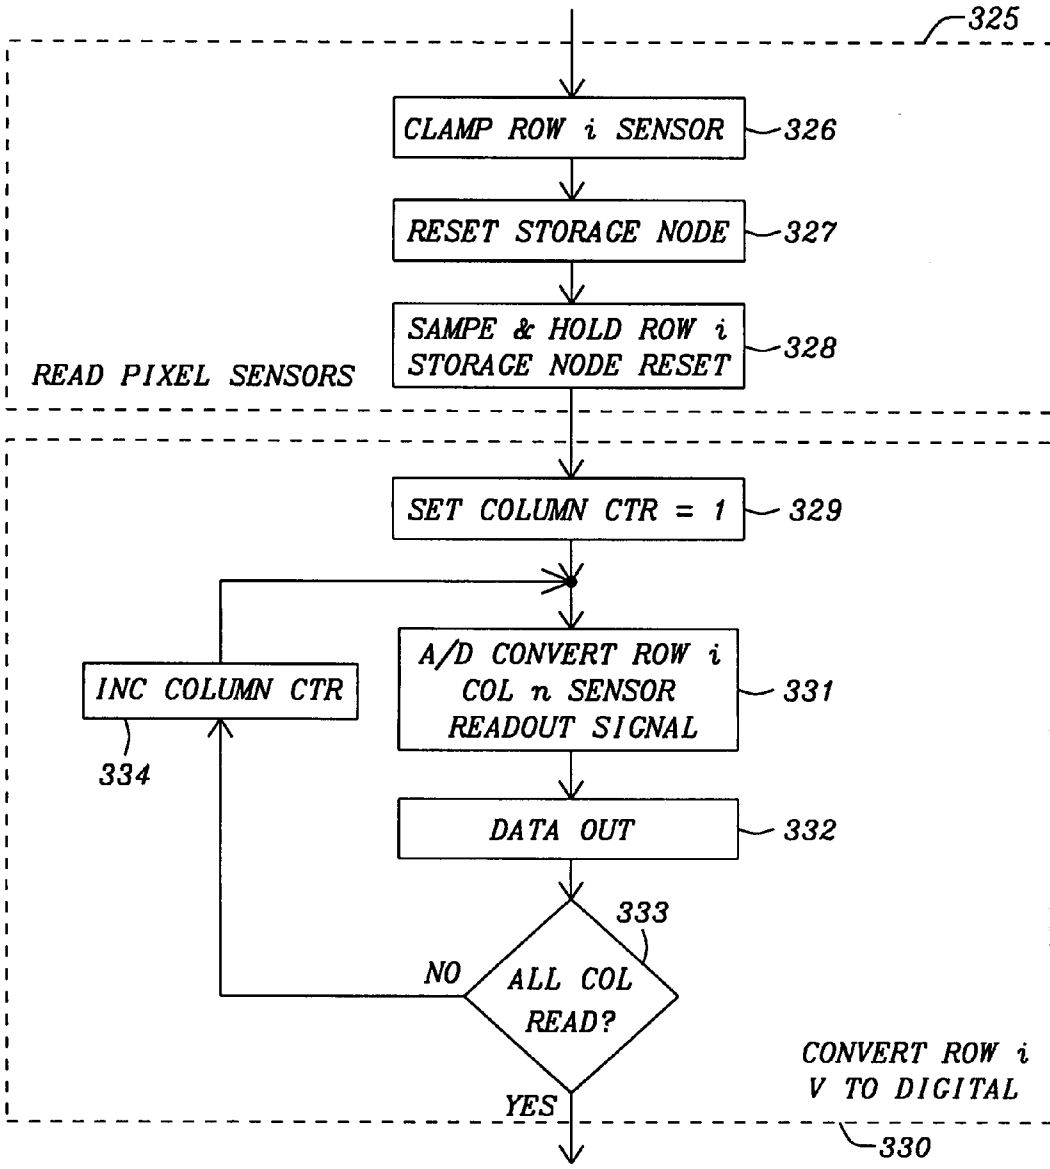 325
CLAMP ROW i SENSOR
326
RESET STORAGE NODE
327
SAMPE & HOLD ROW i
STORAGE NODE RESET
328
READ PIXEL SENSORS
SET COLUMN CTR = 1
329
A/D CONVERT ROW i
COL n SENSOR
READOUT SIGNAL
331
INC COLUMN CTR
334
DATA OUT
332
333
ALL COL
READ?
NO
YES
CONVERT ROW i
V TO DIGITAL
330